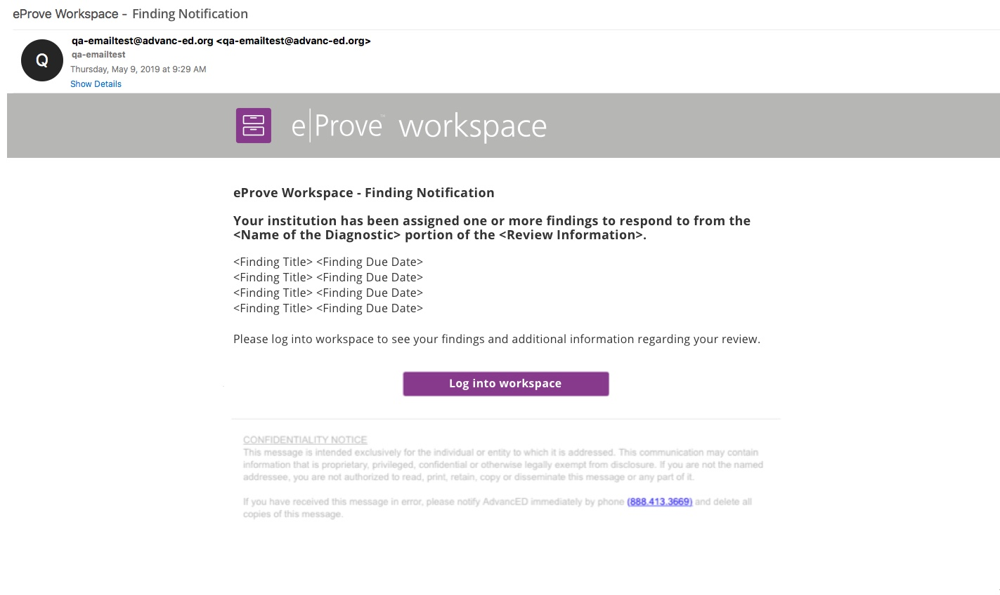 eProve Workspace - Finding Notification
qa-emailtest@advanc-ed.org <qa-emailtest@advanc-ed.org>
Q
qa-emailtest
Thursday, May 9, 2019 at 9:29 AM
Show Details
e|Prove™ workspace
eProve Workspace - Finding Notification
Your institution has been assigned one or more findings to respond to from the
<Name of the Diagnostic> portion of the <Review Information>.
<Finding Title> <Finding Due Date>
<Finding Title> <Finding Due Date>
<Finding Title> <Finding Due Date>
<Finding Title> <Finding Due Date>
Please log into workspace to see your findings and additional information regarding your review.
Log into workspace
CONFIDENTIALITY NOTICE
This message is intended exclusively for the individual or entity to which it is addressed. This communication may contain
information that is proprietary, privileged, confidential or otherwise legally exempt from disclosure. If you are not the named
addressee, you are not authorized to read, print, retain, copy or disseminate this message or any part of it.
If you have received this message in error, please notify AdvancED immediately by phone (888.413.3669) and delete all
copies of this message.